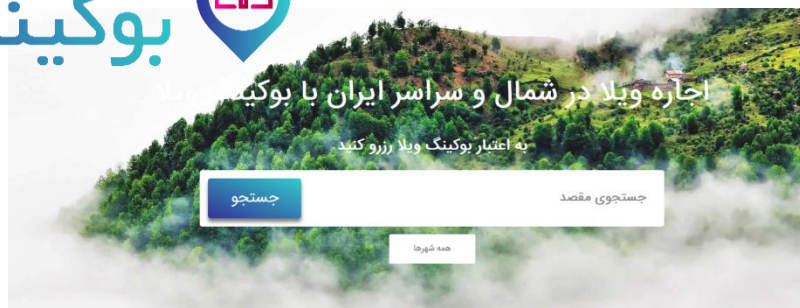 بوکین
اجاره ویلا در شمال و سراسر ایران با بوکینگ ویلا
به اعتبار بوکینگ ویلا رزرو کنید
جستجوی مقصد
جستجو
همه شهرها